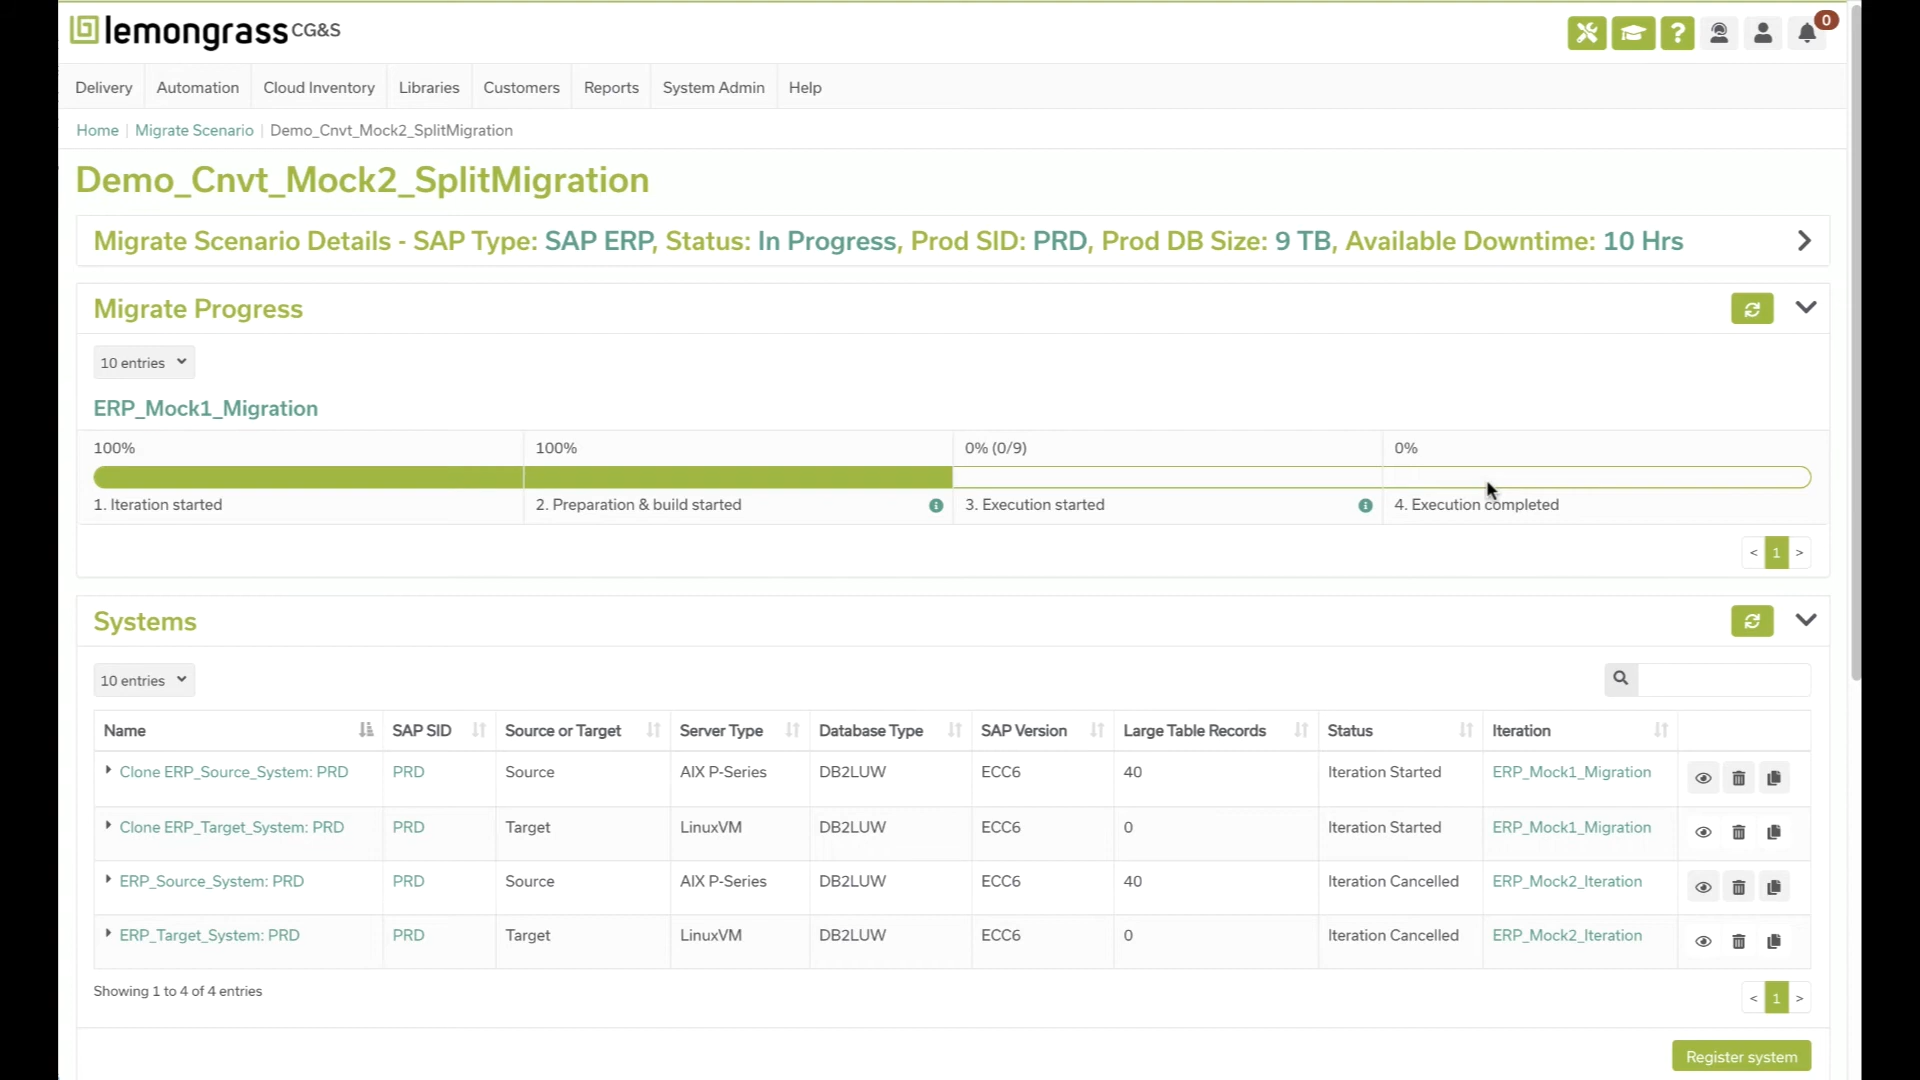 lemongrass CG&S
? 0
Delivery Automation Cloud Inventory Libraries Customers Reports System Admin Help
Home | Migrate Scenario | Demo_Cnvt_Mock2_SplitMigration
Demo_Cnvt_Mock2_SplitMigration
Migrate Scenario Details - SAP Type: SAP ERP, Status: In Progress, Prod SID: PRD, Prod DB Size: 9 TB, Available Downtime: 10 Hrs
Migrate Progress
10 entries
ERP_Mock1_Migration
100% 100% 0% (0/9) 0%
1. Iteration started 2. Preparation & build started 3. Execution started 4. Execution completed
< 1 >
Systems
10 entries
Name SAP SID Source or Target Server Type Database Type SAP Version Large Table Records Status Iteration
Clone ERP_Source_System: PRD PRD Source AIX P-Series DB2LUW ECC6 40 Iteration Started ERP_Mock1_Migration
Clone ERP_Target_System: PRD PRD Target LinuxVM DB2LUW ECC6 0 Iteration Started ERP_Mock1_Migration
ERP_Source_System: PRD PRD Source AIX P-Series DB2LUW ECC6 40 Iteration Cancelled ERP_Mock2_Iteration
ERP_Target_System: PRD PRD Target LinuxVM DB2LUW ECC6 0 Iteration Cancelled ERP_Mock2_Iteration
Showing 1 to 4 of 4 entries
< 1 >
Register system